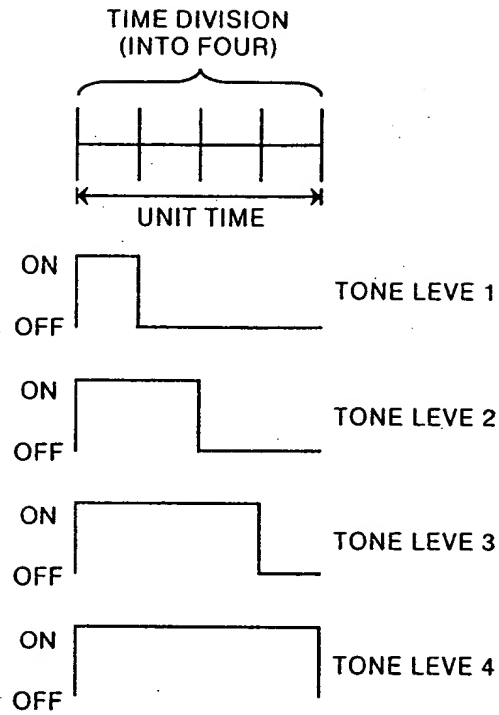 TIME DIVISION
(INTO FOUR)
UNIT TIME
ON
OFF
TONE LEVE 1
ON
OFF
TONE LEVE 2
ON
OFF
TONE LEVE 3
ON
OFF
TONE LEVE 4